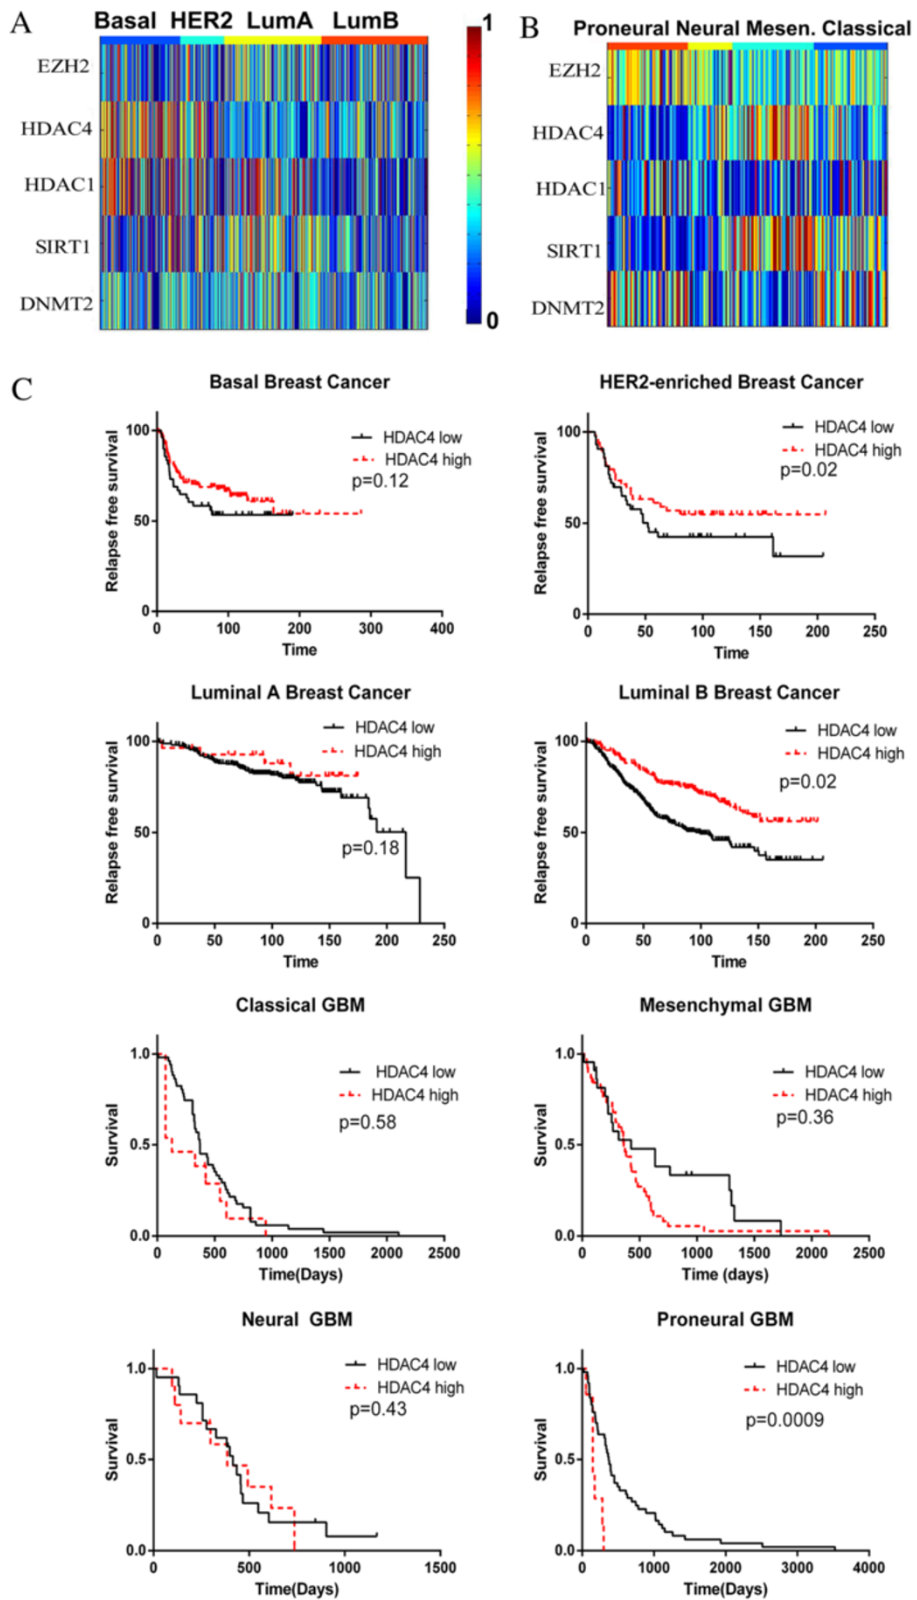 A
Basal HER2 LumA LumB
EZH2
HDAC4
HDAC1
SIRT1
DNMT2
1
0
B
Proneural Neural Mesen. Classical
EZH2
HDAC4
HDAC1
SIRT1
DNMT2
C
Basal Breast Cancer
Relapse free survival
100
50
0
0 100 200 300 400
Time
HDAC4 low
HDAC4 high
p=0.12
HER2-enriched Breast Cancer
Relapse free survival
100
50
0
0 50 100 150 200 250
Time
HDAC4 low
HDAC4 high
p=0.02
Luminal A Breast Cancer
Relapse free survival
100
50
0
0 50 100 150 200 250
Time
HDAC4 low
HDAC4 high
p=0.18
Luminal B Breast Cancer
Relapse free survival
100
50
0
0 50 100 150 200 250
Time
HDAC4 low
HDAC4 high
p=0.02
Classical GBM
Survival
1.0
0.5
0.0
0 500 1000 1500 2000 2500
Time(Days)
HDAC4 low
HDAC4 high
p=0.58
Mesenchymal GBM
Survival
1.0
0.5
0.0
0 500 1000 1500 2000 2500
Time (days)
HDAC4 low
HDAC4 high
p=0.36
Neural GBM
Survival
1.0
0.5
0.0
0 500 1000 1500
Time(Days)
HDAC4 low
HDAC4 high
p=0.43
Proneural GBM
Survival
1.0
0.5
0.0
0 1000 2000 3000 4000
Time(Days)
HDAC4 low
HDAC4 high
p=0.0009